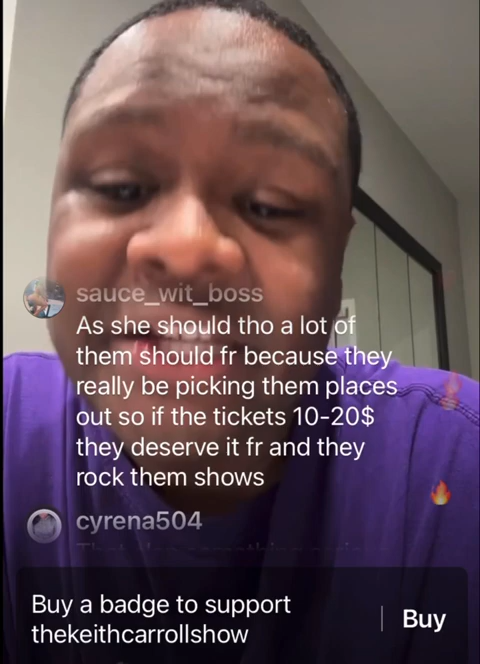 sauce_wit_boss
As she should tho a lot of
them should fr because they
really be picking them places
out so if the tickets 10-20$
they deserve it fr and they
rock them shows
cyrena504
Buy a badge to support
thekeithcarrollshow
Buy